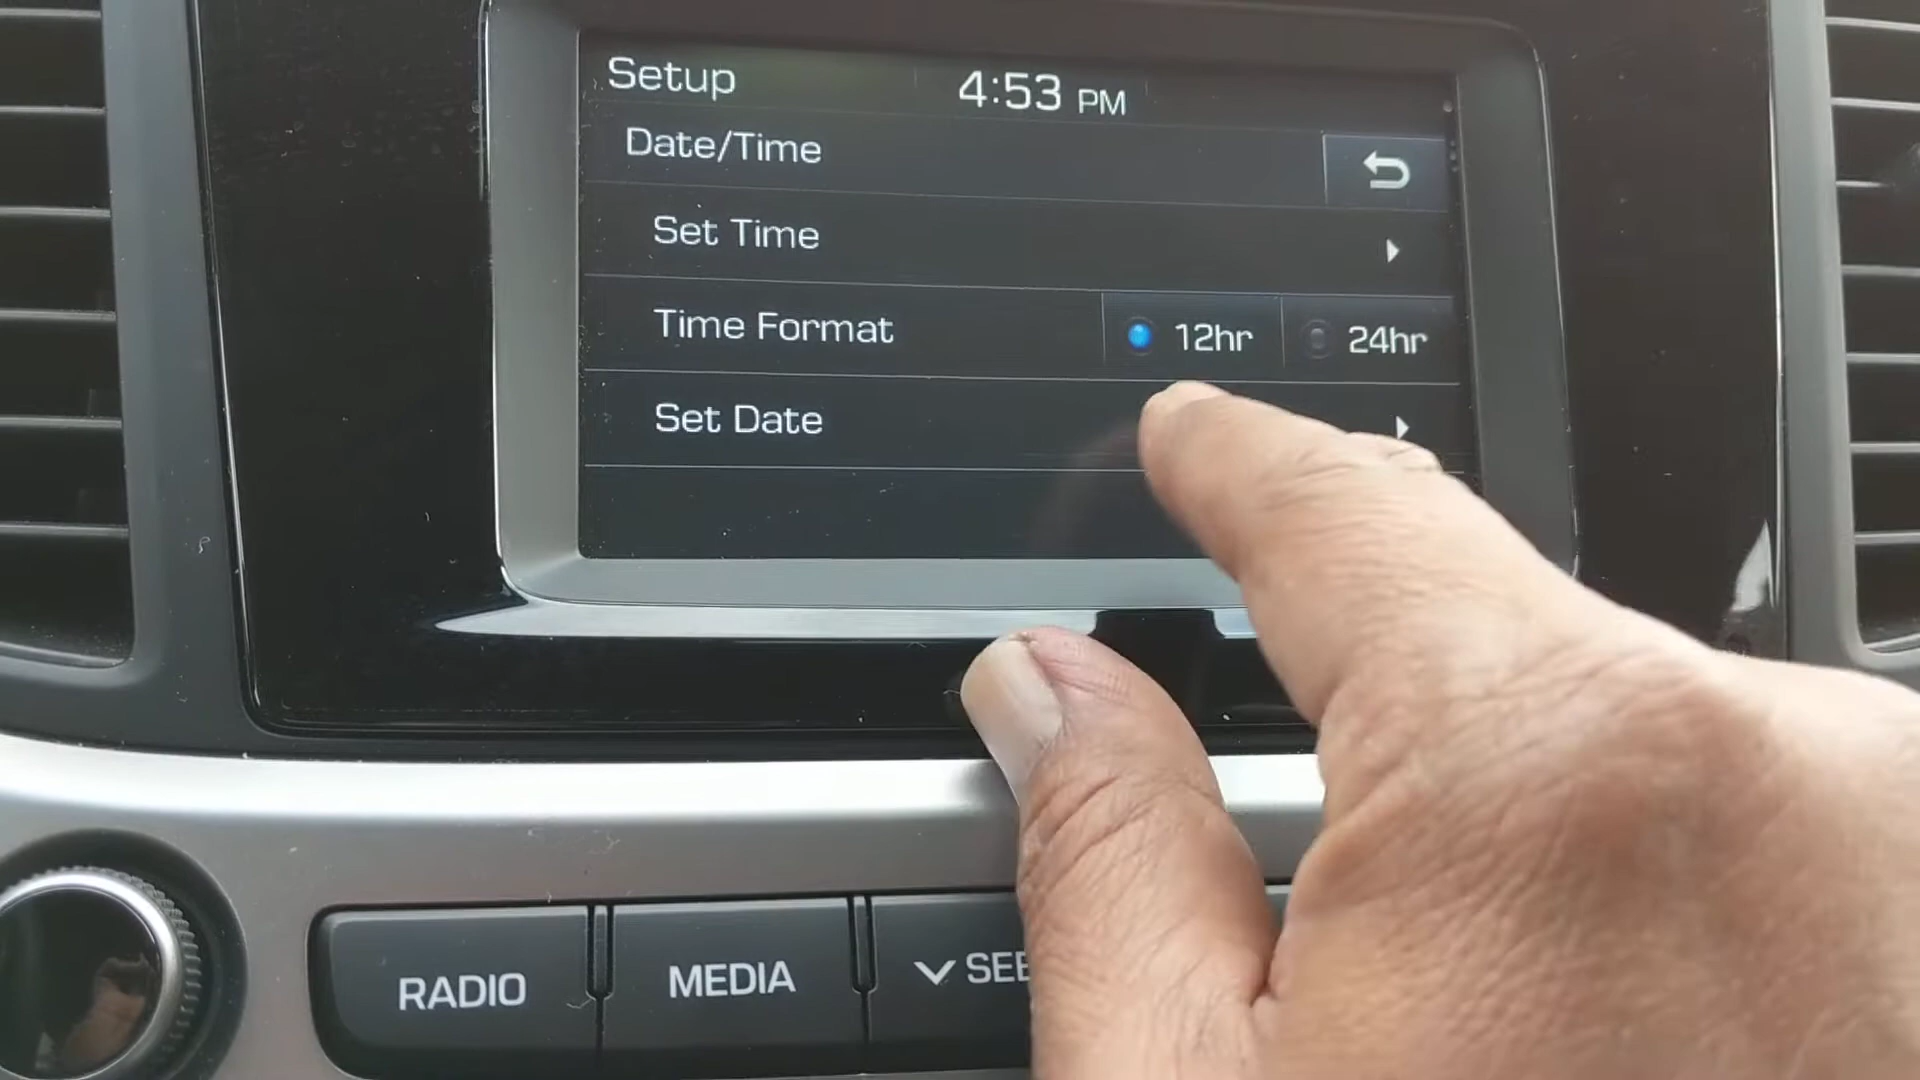 Setup 4:53 PM
Date/Time
Set Time
Time Format 12hr 24hr
Set Date
RADIO MEDIA